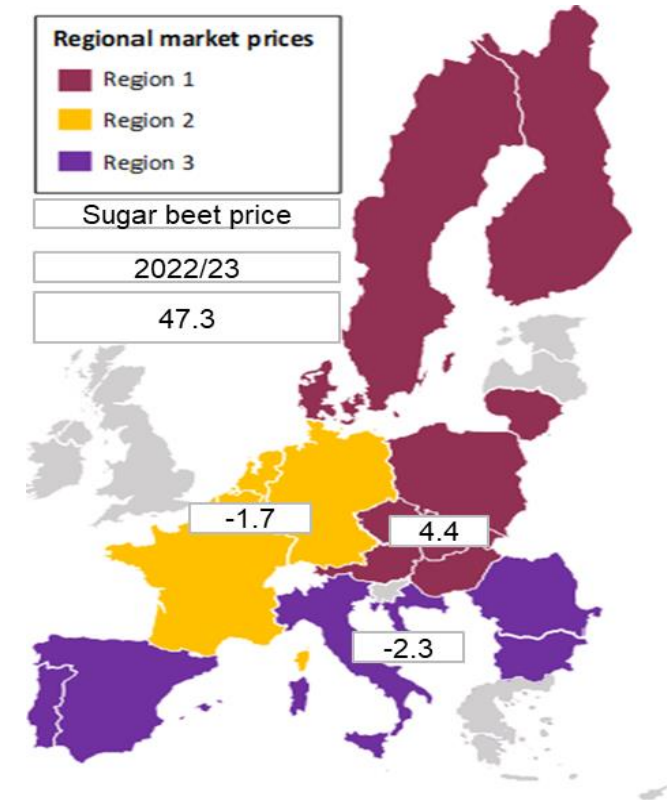 Regional market prices
Region 1
Region 2
Region 3
Sugar beet price
2022/23
47.3
-1.7
4.4
-2.3